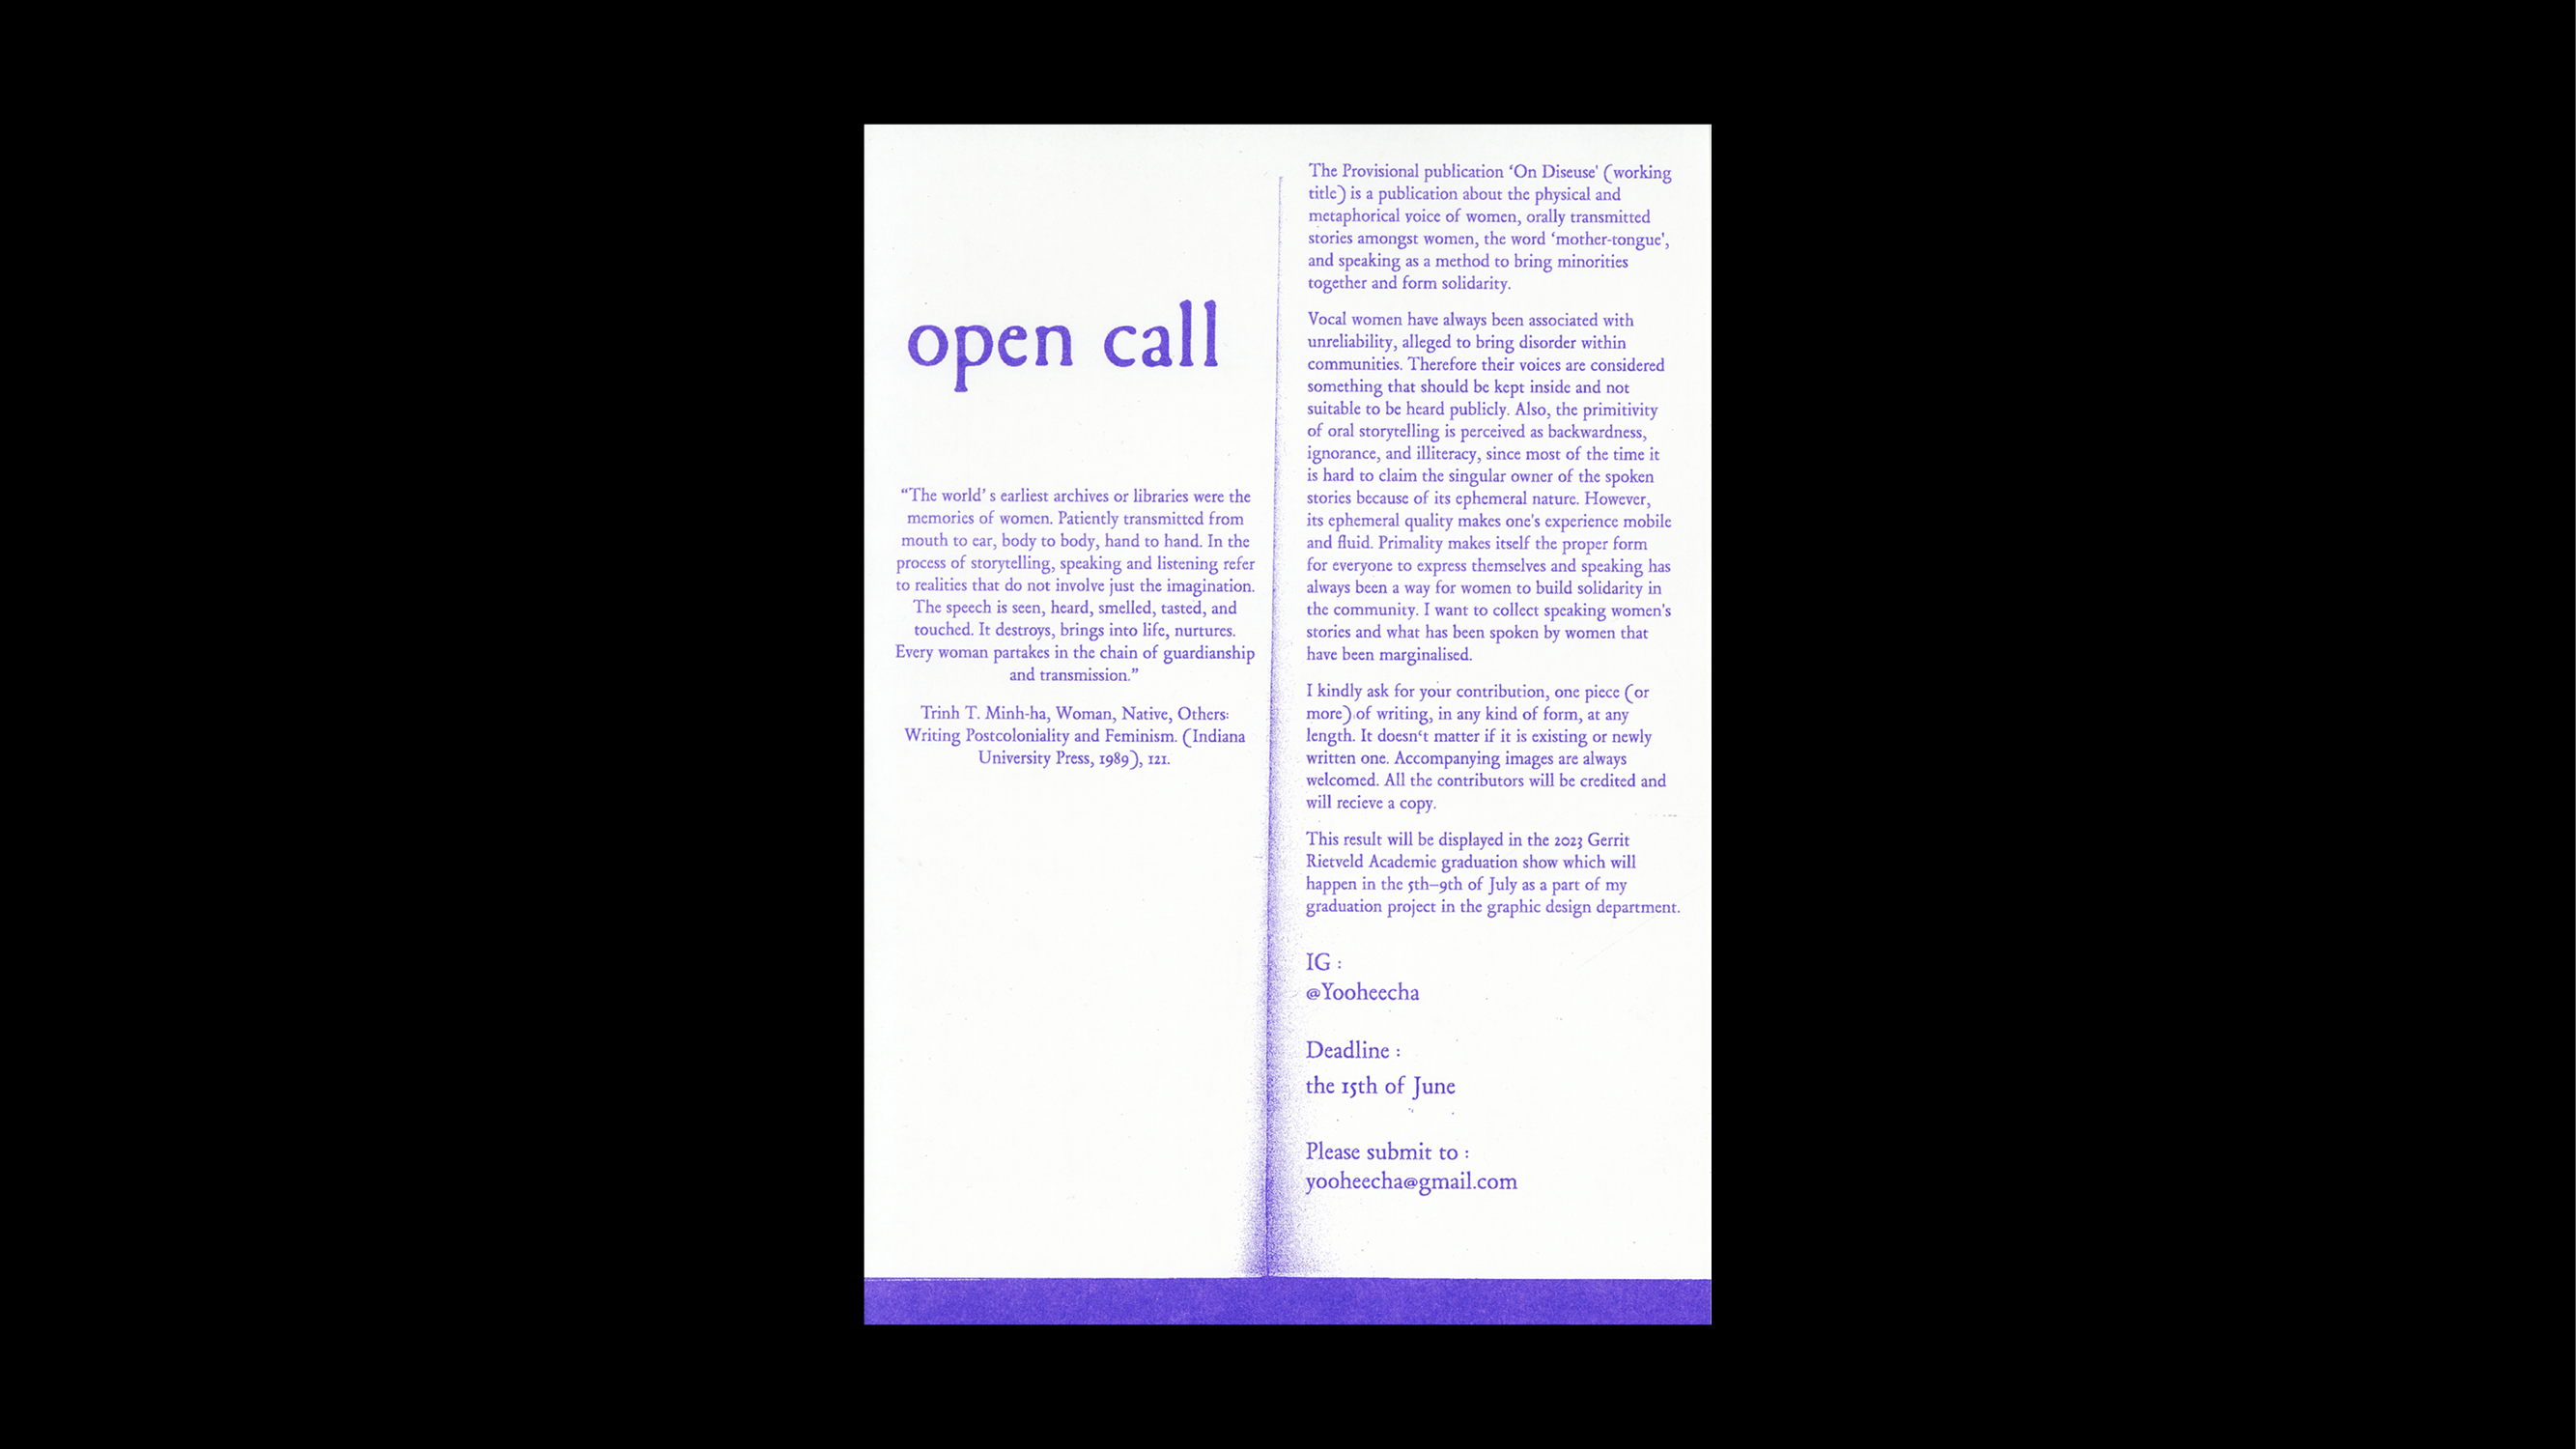 open call
“The world’ s earliest archives or libraries were the
memories of women. Patiently transmitted from
mouth to ear, body to body, hand to hand. In the
process of storytelling, speaking and listening refer
to realities that do not involve just the imagination.
The speech is seen, heard, smelled, tasted, and
touched. It destroys, brings into life, nurtures.
Every woman partakes in the chain of guardianship
and transmission.”
Trinh T. Minh-ha, Woman, Native, Others:
Writing Postcoloniality and Feminism. (Indiana
University Press, 1989), 121.
The Provisional publication ‘On Diseuse' (working
title) is a publication about the physical and
metaphorical voice of women, orally transmitted
stories amongst women, the word ‘mother-tongue',
and speaking as a method to bring minorities
together and form solidarity.
Vocal women have always been associated with
unreliability, alleged to bring disorder within
communities. Therefore their voices are considered
something that should be kept inside and not
suitable to be heard publicly. Also, the primitivity
of oral storytelling is perceived as backwardness,
ignorance, and illiteracy, since most of the time it
is hard to claim the singular owner of the spoken
stories because of its ephemeral nature. However,
its ephemeral quality makes one's experience mobile
and fluid. Primality makes itself the proper form
for everyone to express themselves and speaking has
always been a way for women to build solidarity in
the community. I want to collect speaking women's
stories and what has been spoken by women that
have been marginalised.
I kindly ask for your contribution, one piece (or
more) of writing, in any kind of form, at any
length. It doesn‘t matter if it is existing or newly
written one. Accompanying images are always
welcomed. All the contributors will be credited and
will recieve a copy.
This result will be displayed in the 2023 Gerrit
Rietveld Academie graduation show which will
happen in the 5th–9th of July as a part of my
graduation project in the graphic design department.
IG :
@Yooheecha
Deadline :
the 15th of June
Please submit to :
yooheecha@gmail.com